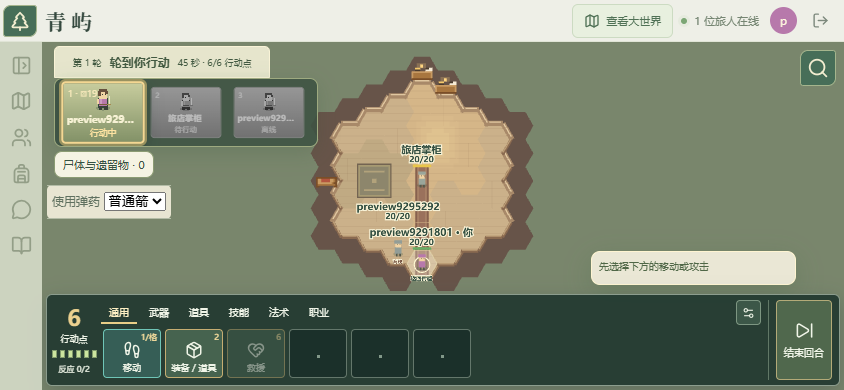 青屿
查看大世界
1 位旅人在线
p
第 1 轮 轮到你行动 45 秒 · 6/6 行动点
1
preview929...
行动中
2
旅店掌柜
待行动
3
preview929...
离线
尸体与遗留物 · 0
使用弹药 普通箭
旅店掌柜
20/20
preview9295292
20/20
preview9291801 · 你
20/20
先选择下方的移动或攻击
6
行动点
反应 0/2
通用 武器 道具 技能 法术 职业
1/格
移动
2
装备 / 道具
6
救援
结束回合